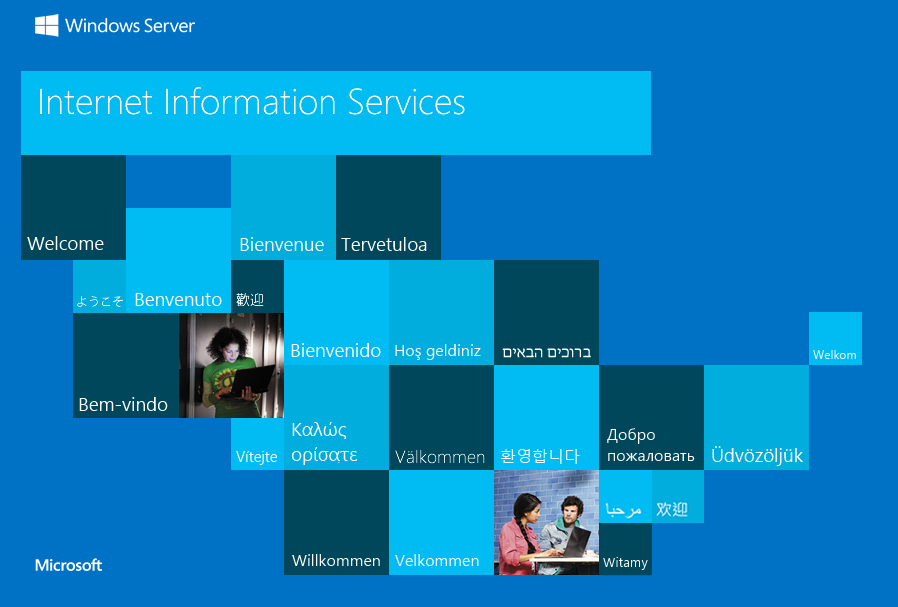 Windows Server
Internet Information Services
Welcome
Bienvenue
Tervetuloa
ようこそ
Benvenuto
歡迎
Bienvenido
Hoş geldiniz
ברוכים הבאים
Welkom
Bem-vindo
Vítejte
Καλώς
ορίσατε
Välkommen
환영합니다
Добро
пожаловать
Üdvözöljük
مرحبا
欢迎
Willkommen
Velkommen
Witamy
Microsoft